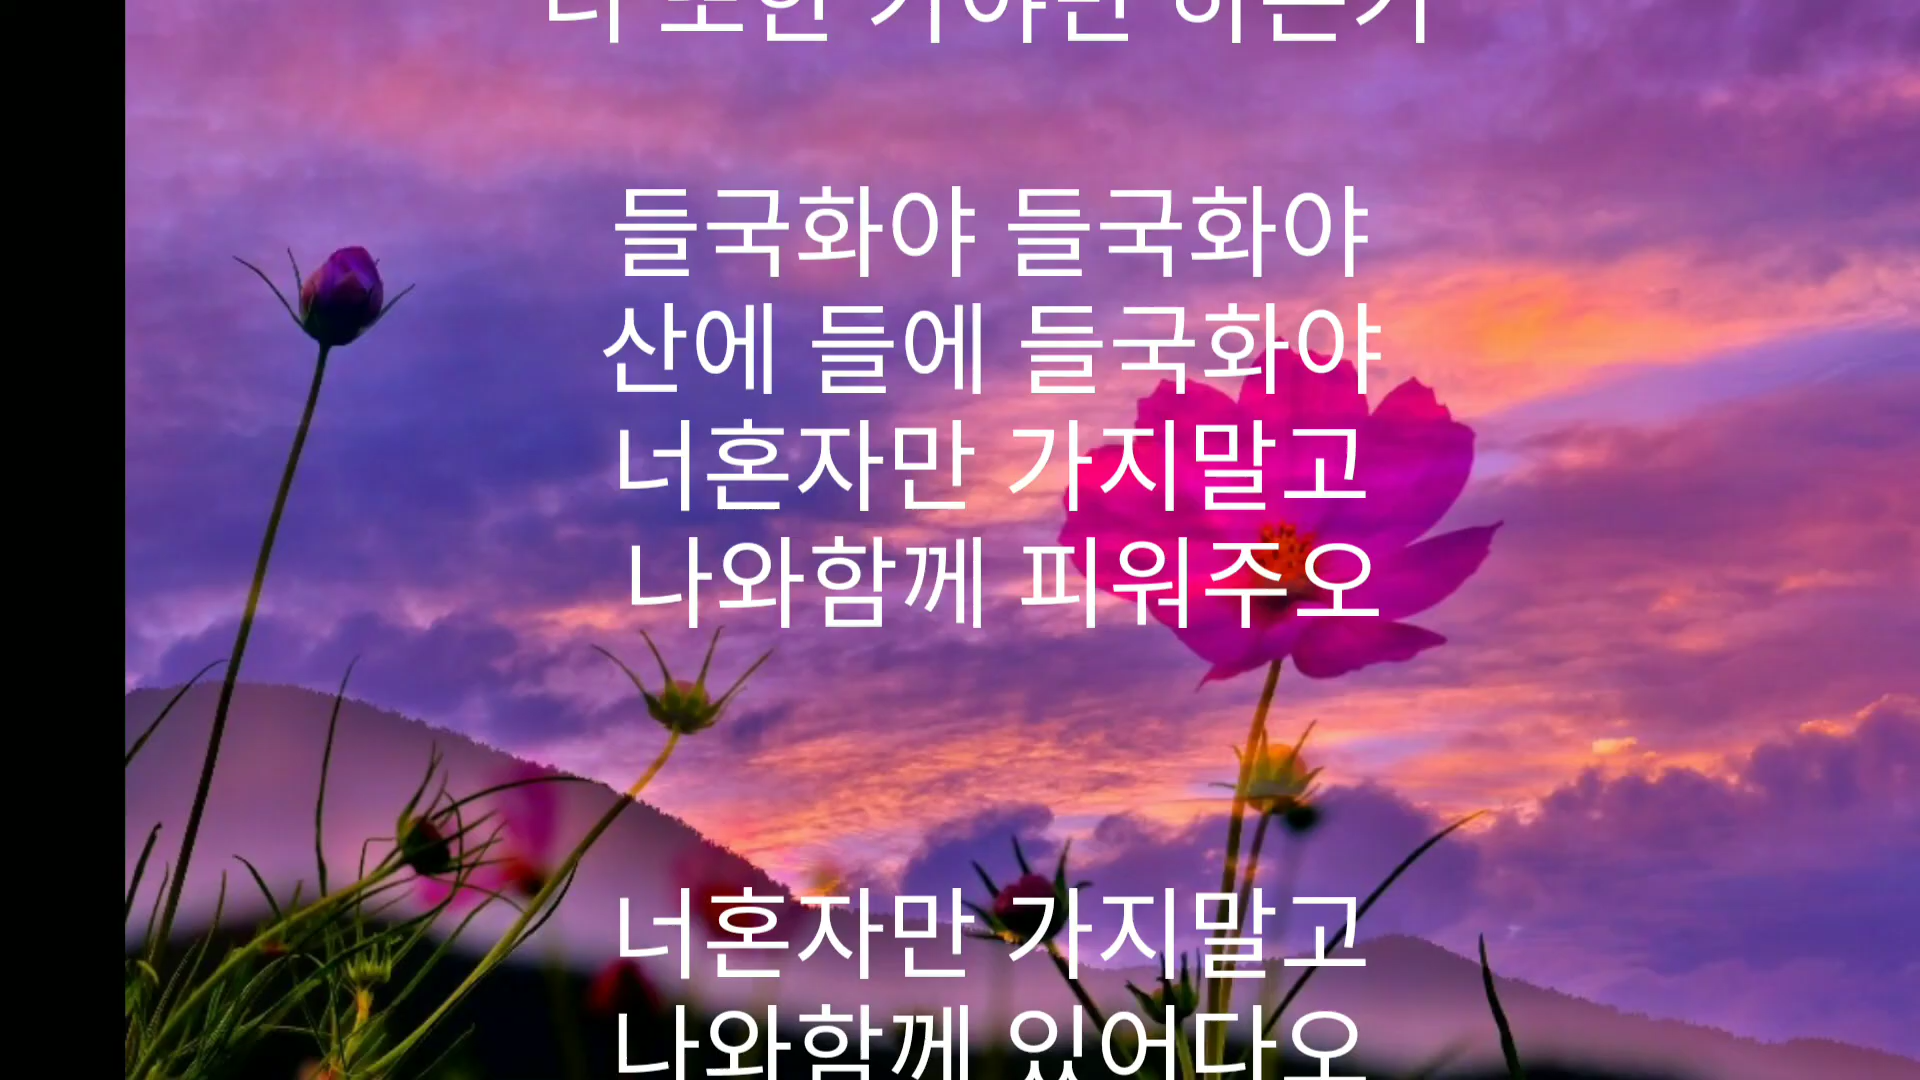 또한 가야만 하는가
들국화야 들국화야
산에 들에 들국화야
너혼자만 가지말고
나와함께 피워주오
너혼자만 가지말고
나와함께 있어다오